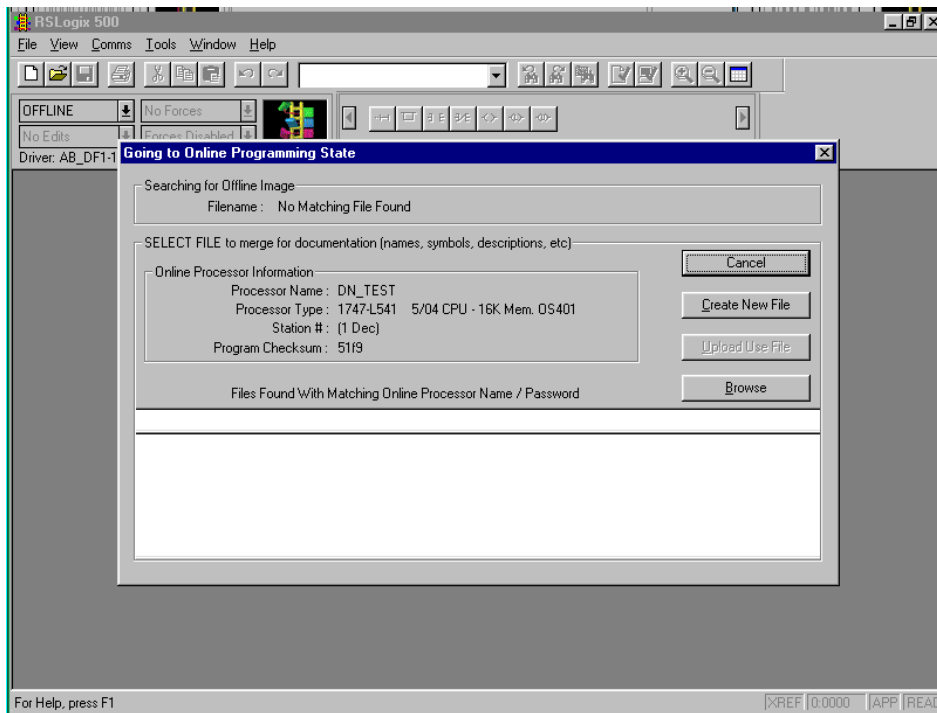 RSLogix 500
File View Comms Tools Window Help
OFFLINE
No Forces
No Edits
Forces Disabled
Driver: AB_DF1-1
Going to Online Programming State
Searching for Offline Image
Filename : No Matching File Found
SELECT FILE to merge for documentation (names, symbols, descriptions, etc)
Cancel
Online Processor Information
Processor Name : DN_TEST
Processor Type : 1747-L541 5/04 CPU - 16K Mem. OS401
Create New File
Station # : (1 Dec)
Program Checksum : 51f9
Upload Use File
Files Found With Matching Online Processor Name / Password
Browse
For Help, press F1
XREF 0:0000 APP READ